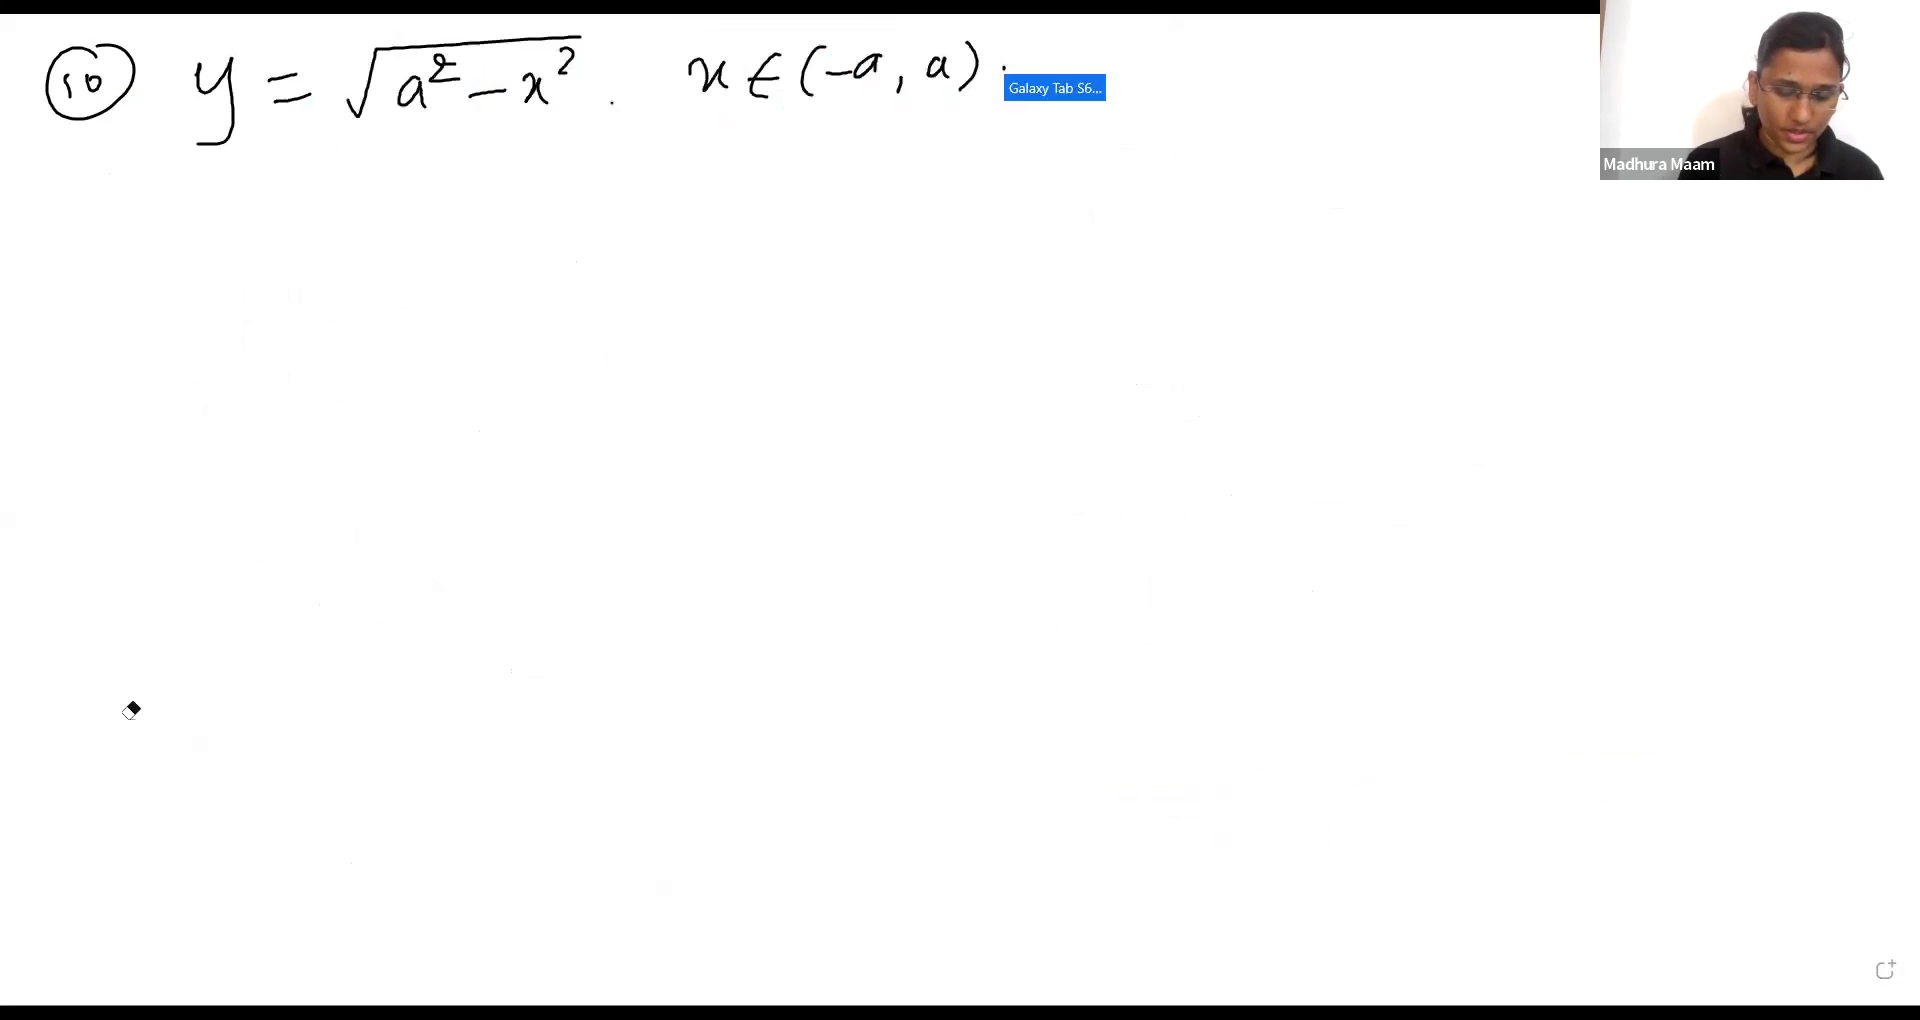 (10) y = √(a² - x²) . x ∈ (-a, a) .
Galaxy Tab S6...
Madhura Maam